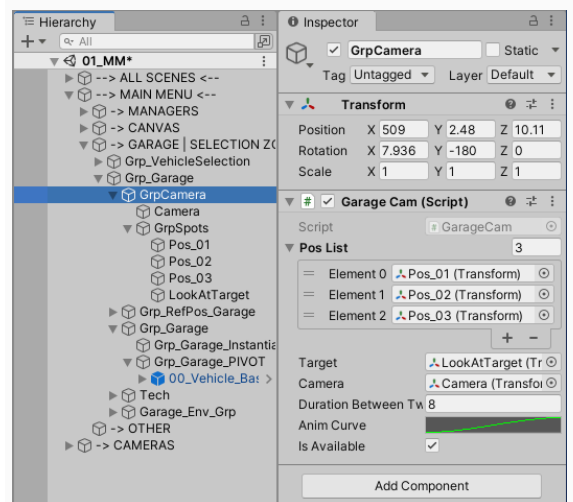 Hierarchy
All
01_MM*
--> ALL SCENES <--
--> MAIN MENU <--
-> MANAGERS
-> CANVAS
-> GARAGE | SELECTION Z
Grp_VehicleSelection
Grp_Garage
GrpCamera
Camera
GrpSpots
Pos_01
Pos_02
Pos_03
LookAtTarget
Grp_RefPos_Garage
Grp_Garage
Grp_Garage_Instantia
Grp_Garage_PIVOT
00_Vehicle_Bas
Tech
Garage_Env_Grp
-> OTHER
-> CAMERAS
Inspector
GrpCamera Static
Tag Untagged Layer Default
Transform
Position X 509 Y 2.48 Z 10.11
Rotation X 7.936 Y -180 Z 0
Scale X 1 Y 1 Z 1
# Garage Cam (Script)
Script # GarageCam
Pos List 3
Element 0 Pos_01 (Transform)
Element 1 Pos_02 (Transform)
Element 2 Pos_03 (Transform)
+ -
Target LookAtTarget (Tr
Camera Camera (Transfo
Duration Between Tw 8
Anim Curve
Is Available
Add Component